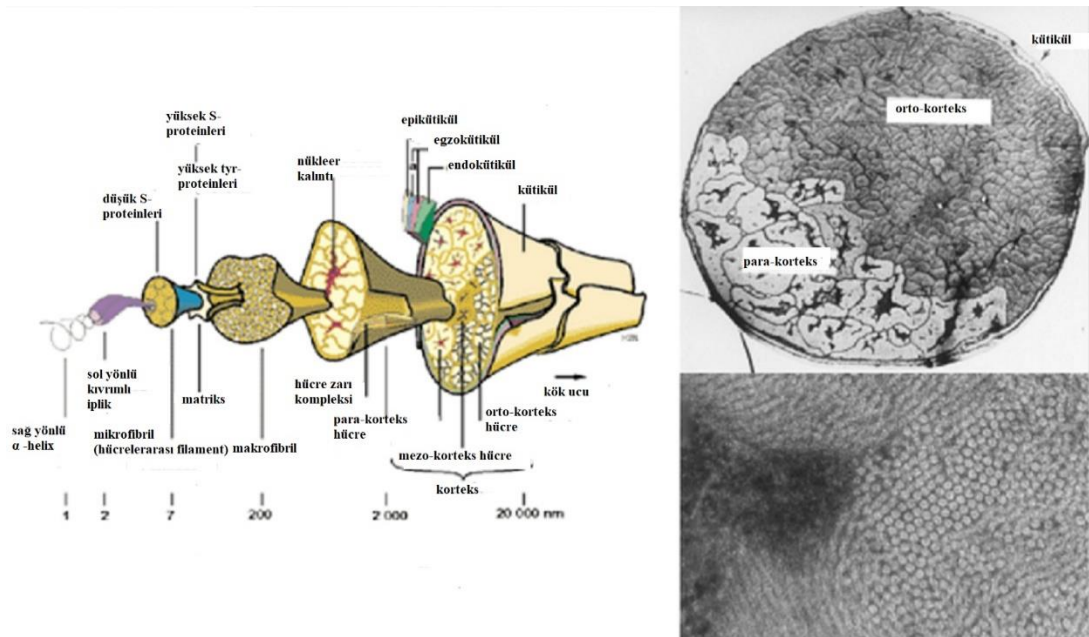 yüksek S-
proteinleri
yüksek tyr-
proteinleri
düşük S-
proteinleri
nükleer
kalıntı
epikütikül
egzokütikül
endokütikül
kütikül
sağ yönlü
α -helix
sol yönlü
kıvrımlı
iplik
matriks
mikrofibril
(hücrelerarası filament)
makrofibril
hücre zarı
kompleksi
para-korteks
hücre
orto-korteks
hücre
mezo-korteks hücre
korteks
kök ucu
1
2
7
200
2 000
20 000 nm
kütikül
orto-korteks
para-korteks